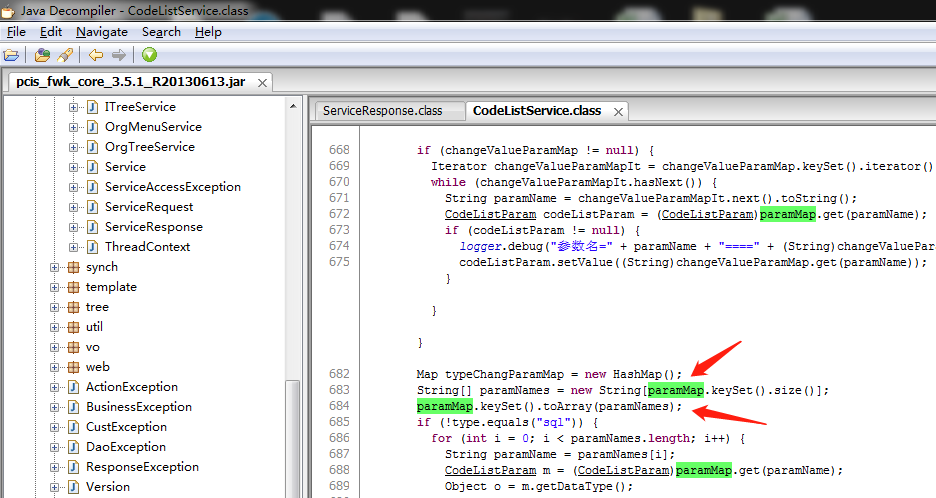 Java Decompiler - CodeListService.class
File Edit Navigate Search Help
pcis_fwk_core_3.5.1_R20130613.jar
ITreeService
OrgMenuService
OrgTreeService
Service
ServiceAccessException
ServiceRequest
ServiceResponse
ThreadContext
synch
template
tree
util
vo
web
ActionException
BusinessException
CustException
DaoException
ResponseException
Version
ServiceResponse.class CodeListService.class
668 if (changeValueParamMap != null) {
669 Iterator changeValueParamMapIt = changeValueParamMap.keySet().iterator()
670 while (changeValueParamMapIt.hasNext()) {
671 String paramName = changeValueParamMapIt.next().toString();
672 CodeListParam codeListParam = (CodeListParam)paramMap.get(paramName);
673 if (codeListParam != null) {
674 logger.debug("参数名=" + paramName + "====" + (String)changeValuePara
675 codeListParam.setValue((String)changeValueParamMap.get(paramName));
}
}
}
682 Map typeChangParamMap = new HashMap();
683 String[] paramNames = new String[paramMap.keySet().size()];
684 paramMap.keySet().toArray(paramNames);
685 if (!type.equals("sql")) {
686 for (int i = 0; i < paramNames.length; i++) {
687 String paramName = paramNames[i];
688 CodeListParam m = (CodeListParam)paramMap.get(paramName);
689 Object o = m.getDataType();